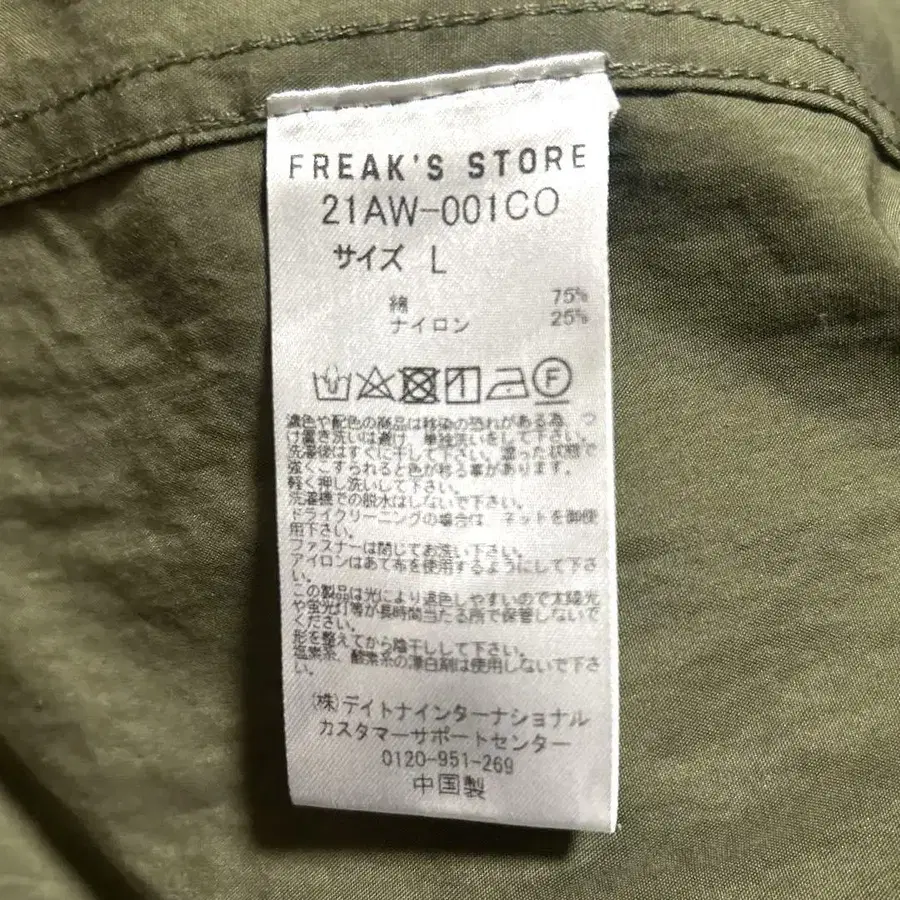 FREAK'S STORE
21AW-001CO
サイズ L
綿 75%
ナイロン 25%
F
濃色や配色の商品は移染の恐れがある為、つ
け置き洗いは避け、単独洗いをして下さい。
洗濯後はすぐに干して下さい。湿った状態で
強くこすられると色が移る事があります。
軽く押し洗いして下さい。
洗濯機での脱水はしないで下さい。
ドライクリーニングの場合は、ネットを御使
用下さい。
ファスナーは閉じてお洗い下さい。
アイロンはあて布を使用するようにして下さ
い。
この製品は光により退色しやすいので太陽光
や蛍光灯等が長時間当たる所で保管しないで
ください。
形を整えてから陰干しして下さい。
塩素系、酸素系の漂白剤は使用しないで下さ
い。
(株)デイトナインターナショナル
カスタマーサポートセンター
0120-951-269
中国製